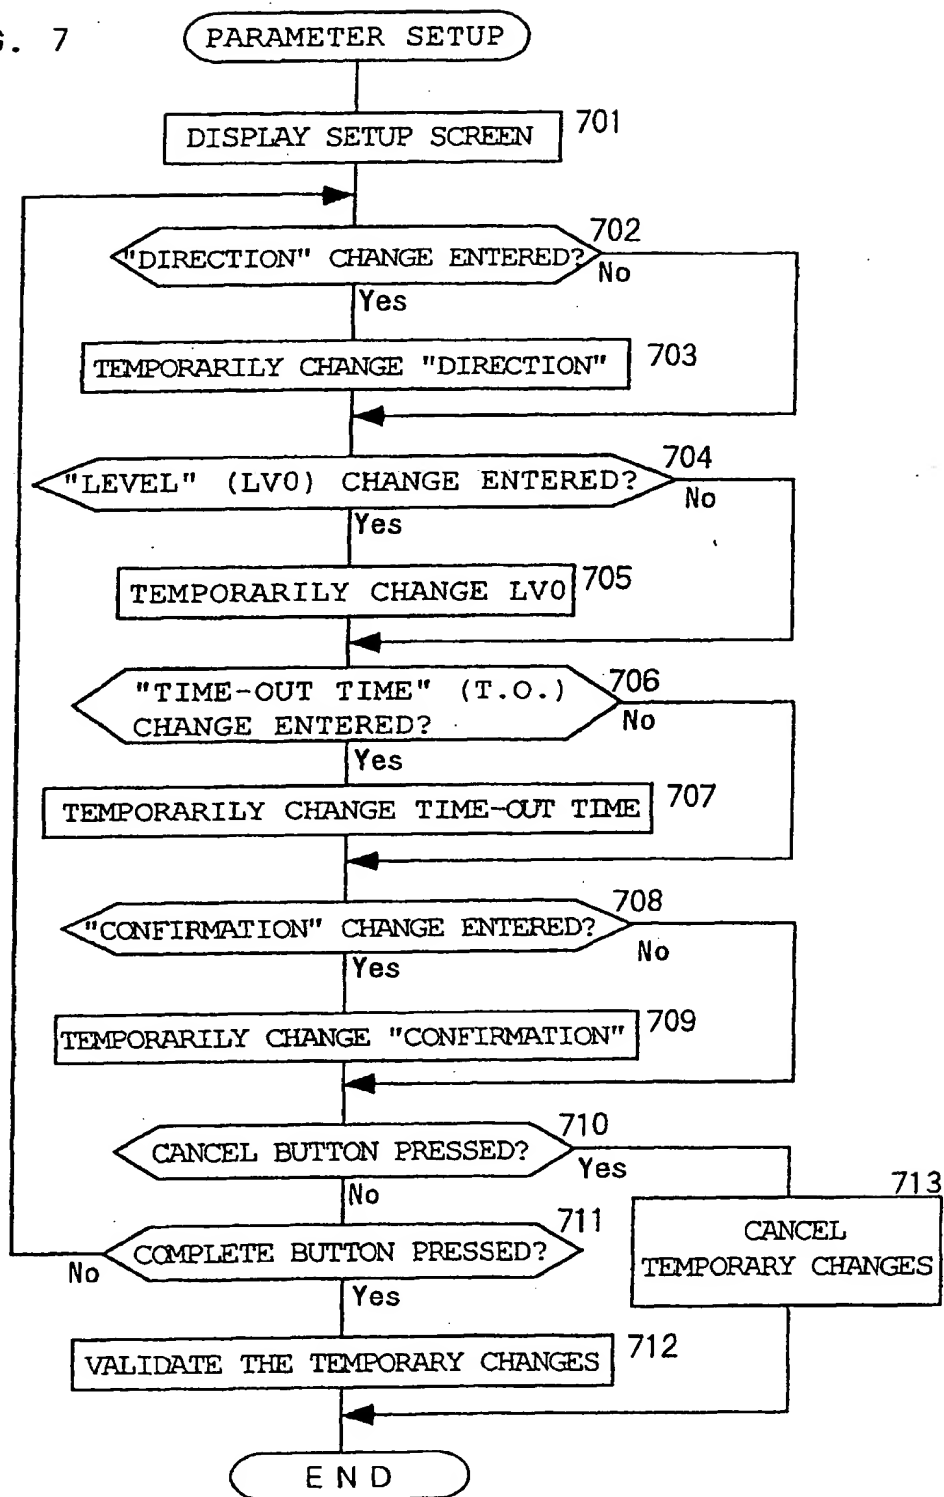 G. 7
PARAMETER SETUP
701
DISPLAY SETUP SCREEN
702
"DIRECTION" CHANGE ENTERED?
No
Yes
703
TEMPORARILY CHANGE "DIRECTION"
704
"LEVEL" (LV0) CHANGE ENTERED?
No
Yes
705
TEMPORARILY CHANGE LV0
706
"TIME-OUT TIME" (T.O.)
CHANGE ENTERED?
No
Yes
707
TEMPORARILY CHANGE TIME-OUT TIME
708
"CONFIRMATION" CHANGE ENTERED?
No
Yes
709
TEMPORARILY CHANGE "CONFIRMATION"
710
CANCEL BUTTON PRESSED?
Yes
No
713
CANCEL
TEMPORARY CHANGES
711
COMPLETE BUTTON PRESSED?
No
Yes
712
VALIDATE THE TEMPORARY CHANGES
END